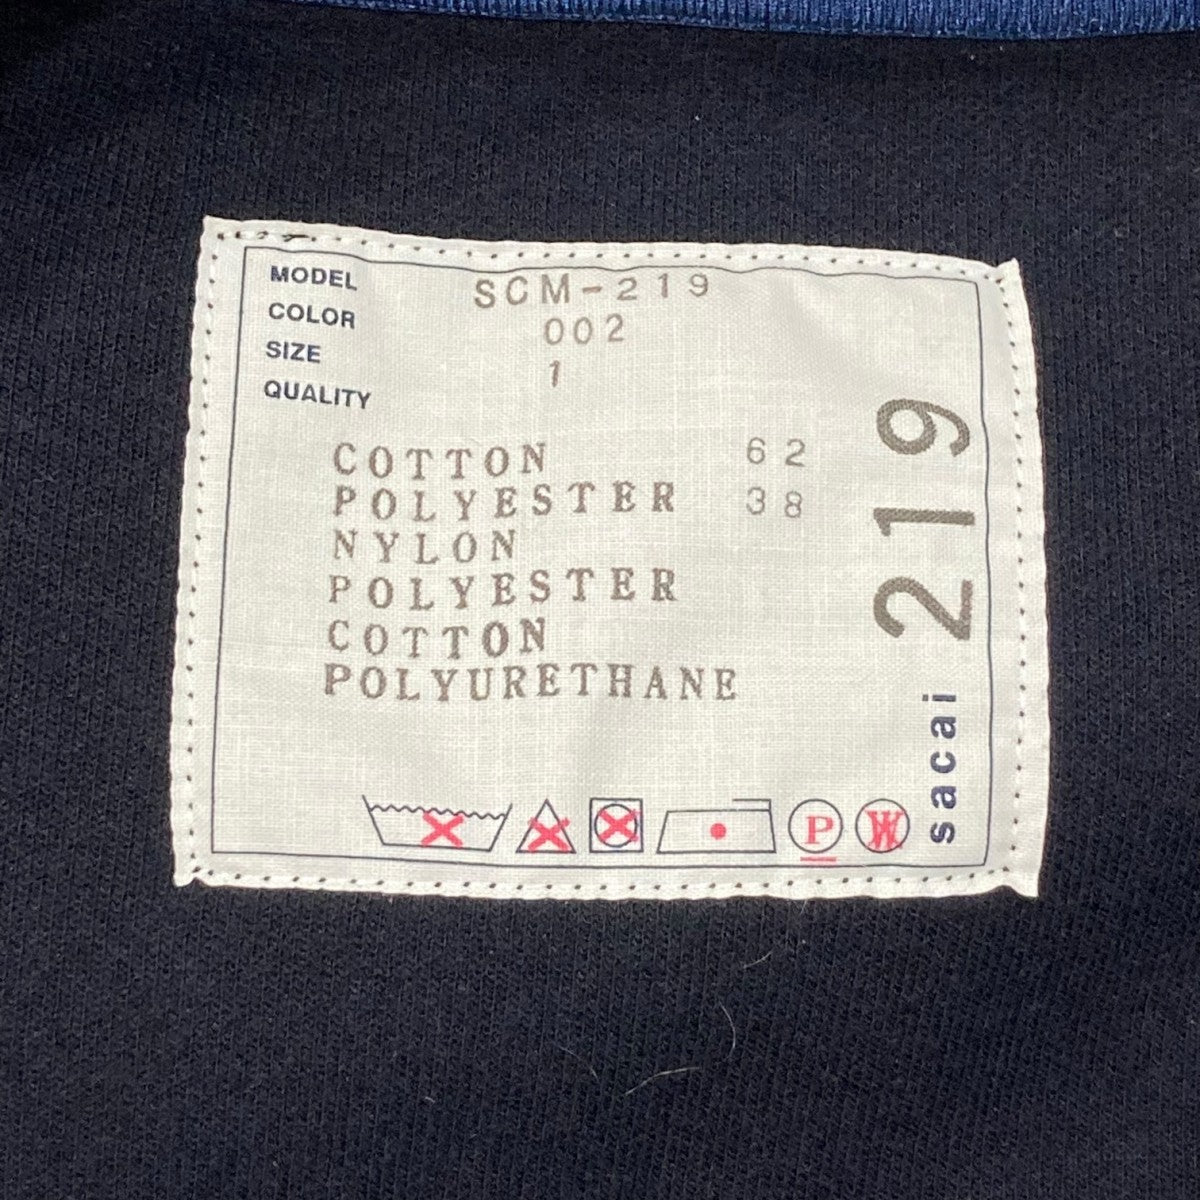 MODEL SCM-219
COLOR 002
SIZE 1
QUALITY
COTTON 62
POLYESTER 38
NYLON
POLYESTER
COTTON
POLYURETHANE
P
W
sacai 219